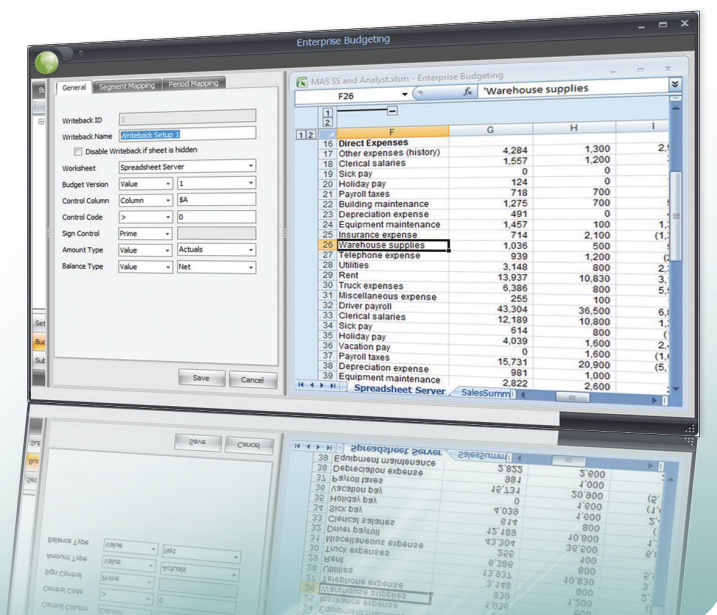 Enterprise Budgeting
General Segment Mapping Period Mapping
Writeback ID 1
Writeback Name Writeback Setup 1
Disable Writeback if sheet is hidden
Worksheet Spreadsheet Server
Budget Version Value 1
Control Column Column $A
Control Code > 0
Sign Control Prime
Amount Type Value Actuals
Balance Type Value Net
Save Cancel
Set
Bud
Sub
MAS SS and Analyst.xlsm - Enterprise Budgeting
F26 fx 'Warehouse supplies
1
2
1 2 F G H I
16 Direct Expenses
17 Other expenses (history) 4,284 1,300
18 Clerical salaries 1,557 1,200
19 Sick pay 0 0
20 Holiday pay 124 0
21 Payroll taxes 718 700
22 Building maintenance 1,275 700
23 Depreciation expense 491 0
24 Equipment maintenance 1,457 100
25 Insurance expense 714 2,100
26 Warehouse supplies 1,036 500
27 Telephone expense 939 1,200
28 Utilities 3,148 800
29 Rent 13,937 10,830
30 Truck expenses 6,386 800
31 Miscellaneous expense 255 100
32 Driver payroll 43,304 36,500
33 Clerical salaries 12,189 10,800
34 Sick pay 614 800
35 Holiday pay 4,039 1,600
36 Vacation pay 0 1,600
37 Payroll taxes 15,731 20,900
38 Depreciation expense 981 1,000
39 Equipment maintenance 2,822 2,600
Spreadsheet Server SalesSummi